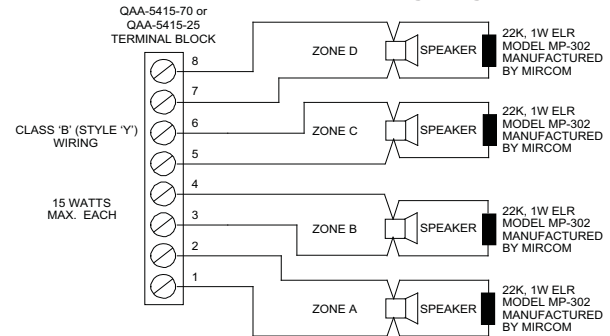 QAA-5415-70 or
QAA-5415-25
TERMINAL BLOCK
8
7
6
5
4
3
2
1
CLASS 'B' (STYLE 'Y')
WIRING
15 WATTS
MAX. EACH
ZONE D
SPEAKER
22K, 1W ELR
MODEL MP-302
MANUFACTURED
BY MIRCOM
ZONE C
SPEAKER
22K, 1W ELR
MODEL MP-302
MANUFACTURED
BY MIRCOM
ZONE B
SPEAKER
22K, 1W ELR
MODEL MP-302
MANUFACTURED
BY MIRCOM
ZONE A
SPEAKER
22K, 1W ELR
MODEL MP-302
MANUFACTURED
BY MIRCOM